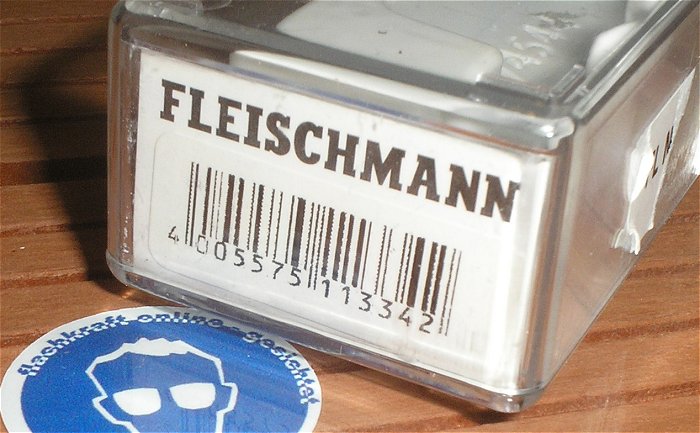 FLEISCHMANN
4 005575 113342
flachkraft-online - gesichtet